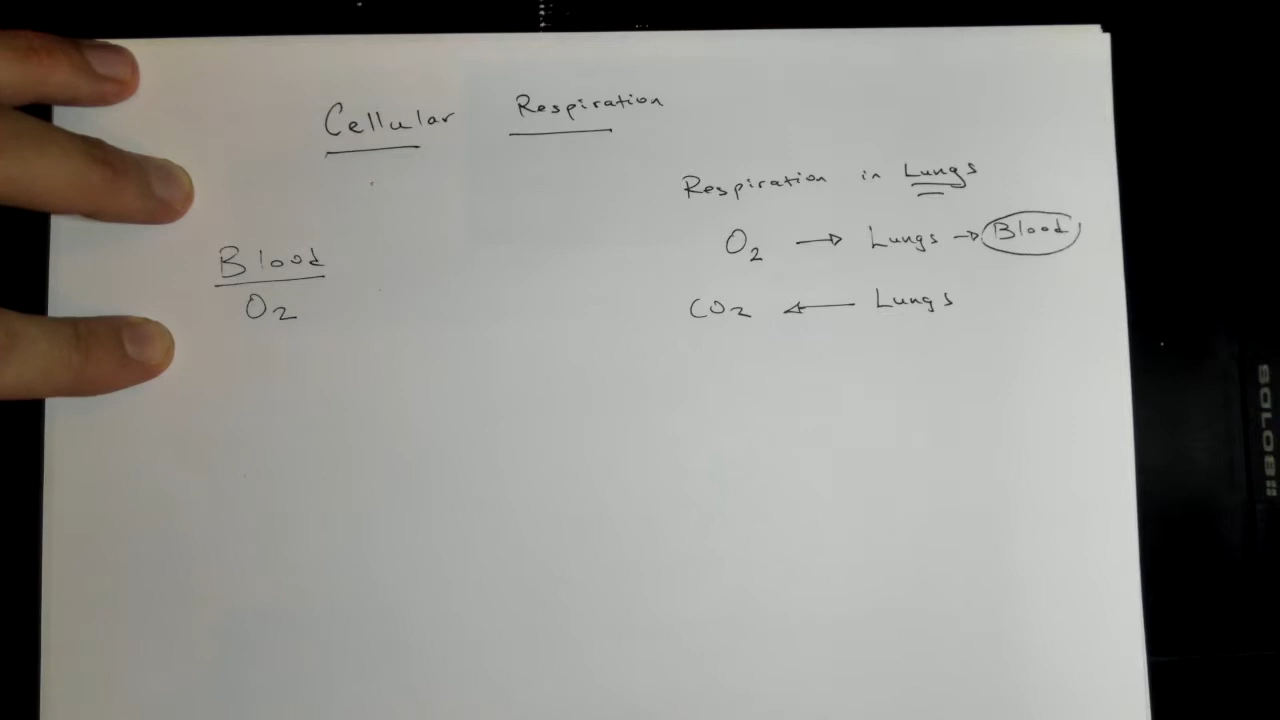 Cellular Respiration
Respiration in Lungs
O₂ → Lungs → Blood
CO₂ ← Lungs
Blood
O₂